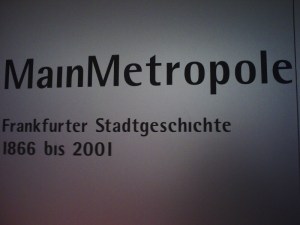 MainMetropole
Frankfurter Stadtgeschichte
1866 bis 2001